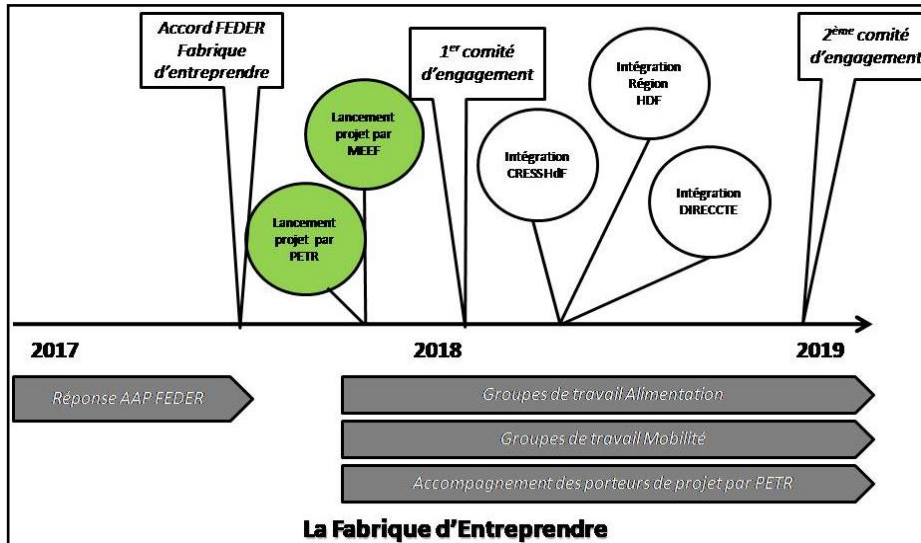 Accord FEDER
Fabrique
d'entreprendre
Lancement
projet par
MEEF
Lancement
projet par
PETR
1er comité
d'engagement
Intégration
CRESSHdF
Intégration
Région
HDF
Intégration
DIRECCTE
2ème comité
d'engagement
2017
2018
2019
Réponse AAP FEDER
Groupes de travail Alimentation
Groupes de travail Mobilité
Accompagnement des porteurs de projet par PETR
La Fabrique d'Entreprendre